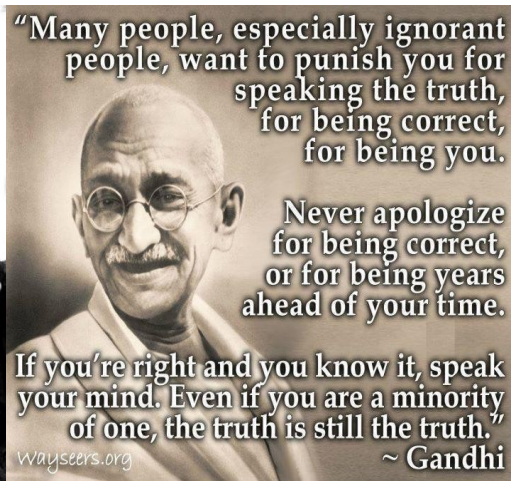 “Many people, especially ignorant
people, want to punish you for
speaking the truth,
for being correct,
for being you.
Never apologize
for being correct,
or for being years
ahead of your time.
If you're right and you know it, speak
your mind. Even if you are a minority
of one, the truth is still the truth.”
~ Gandhi
Wayseers.org